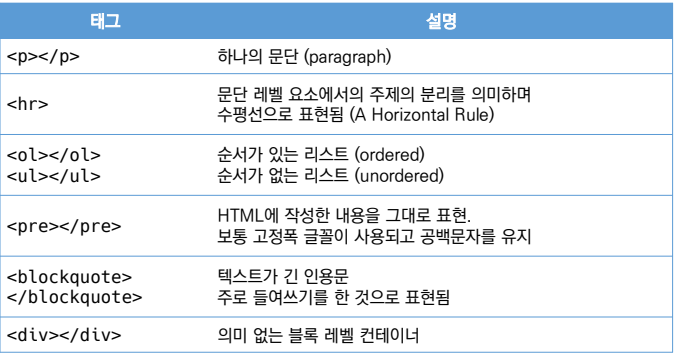 태그 설명
<p></p> 하나의 문단 (paragraph)
<hr> 문단 레벨 요소에서의 주제의 분리를 의미하며
수평선으로 표현됨 (A Horizontal Rule)
<ol></ol> 순서가 있는 리스트 (ordered)
<ul></ul> 순서가 없는 리스트 (unordered)
<pre></pre> HTML에 작성한 내용을 그대로 표현.
보통 고정폭 글꼴이 사용되고 공백문자를 유지
<blockquote> 텍스트가 긴 인용문
</blockquote> 주로 들여쓰기를 한 것으로 표현됨
<div></div> 의미 없는 블록 레벨 컨테이너